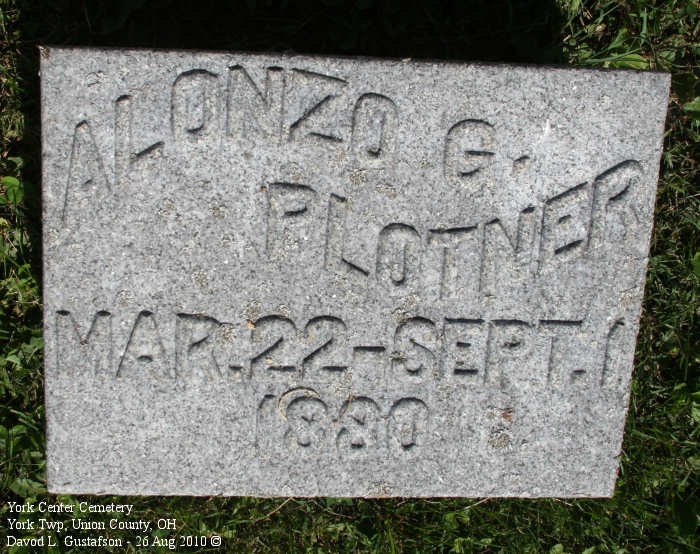 ALONZO G.
PLOTNER
MAR. 22 - SEPT. 1
1880
York Center Cemetery
York Twp, Union County, OH
Davod L. Gustafson - 26 Aug 2010 ©